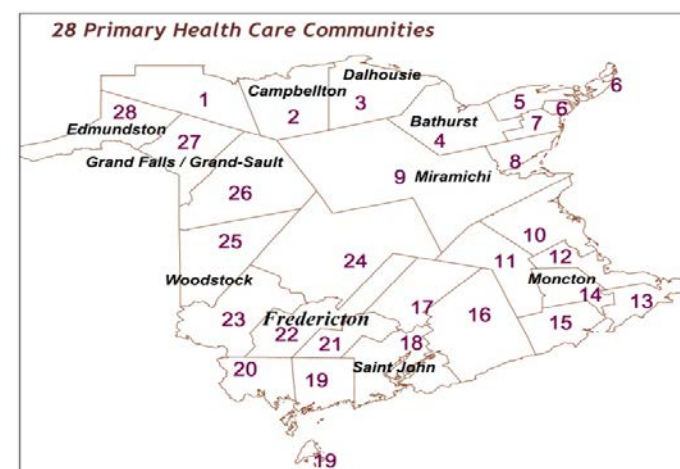 28 Primary Health Care Communities
Dalhousie
6
Campbellton
28
1
3
5
6
2
Bathurst
7
Edmundston
4
27
Grand Falls / Grand-Sault
8
9 Miramichi
26
10
25
24
11
12
Woodstock
Moncton
14
13
17
16
15
23
Fredericton
22
21
18
20
19
Saint John
19